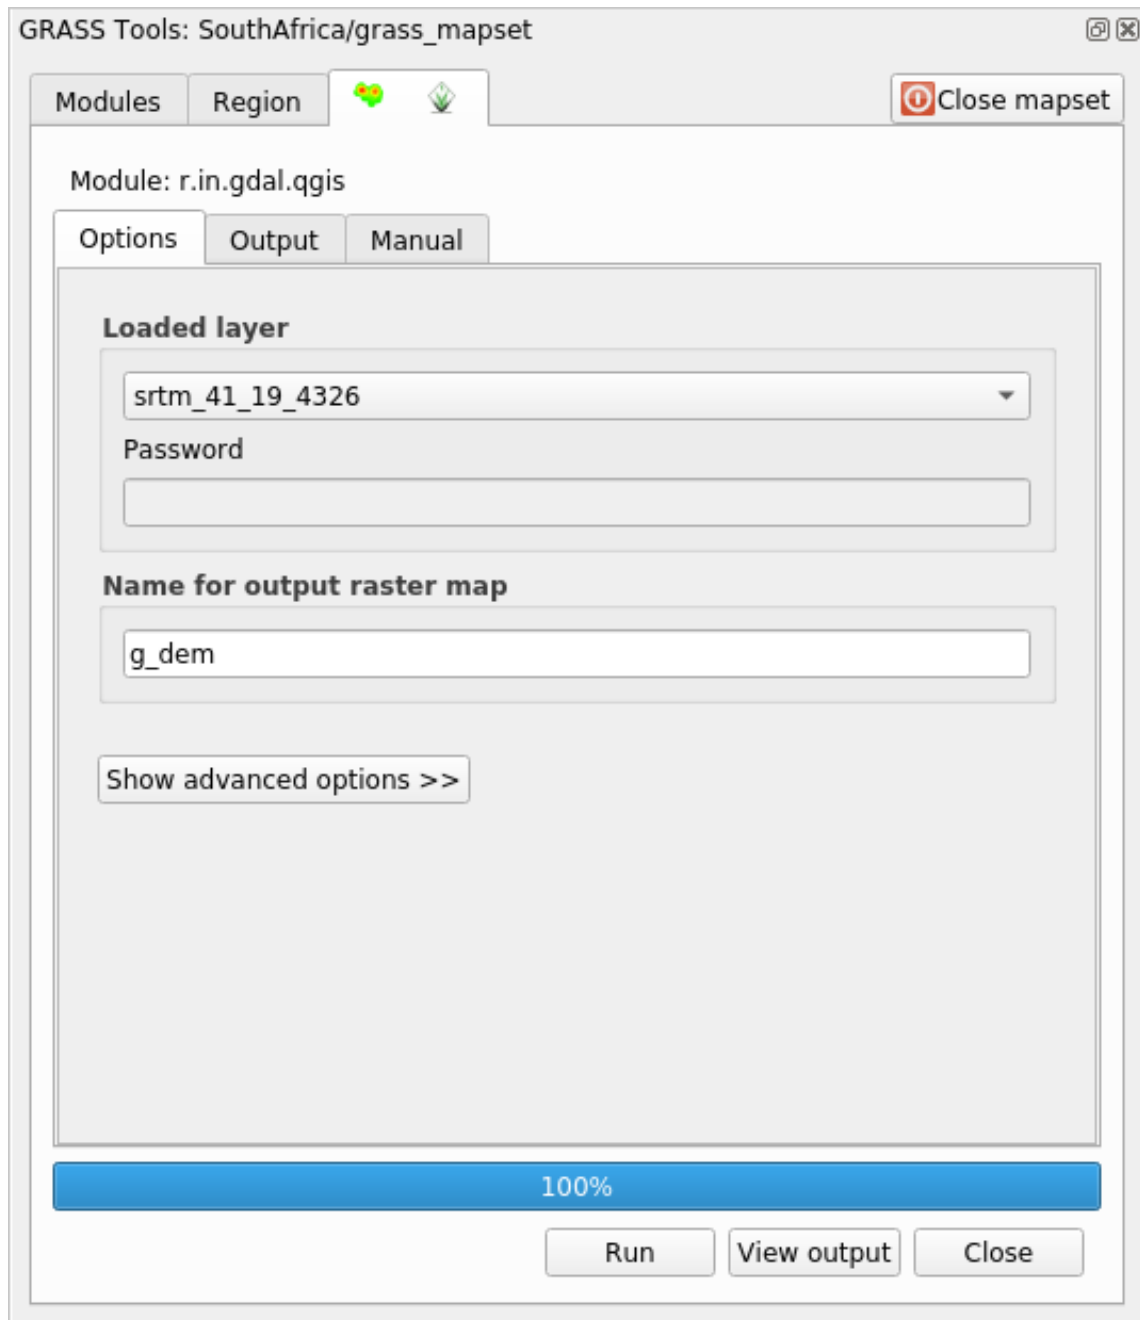 GRASS Tools: SouthAfrica/grass_mapset
Modules Region Close mapset
Module: r.in.gdal.qgis
Options Output Manual
Loaded layer
srtm_41_19_4326
Password
Name for output raster map
g_dem
Show advanced options >>
100%
Run View output Close